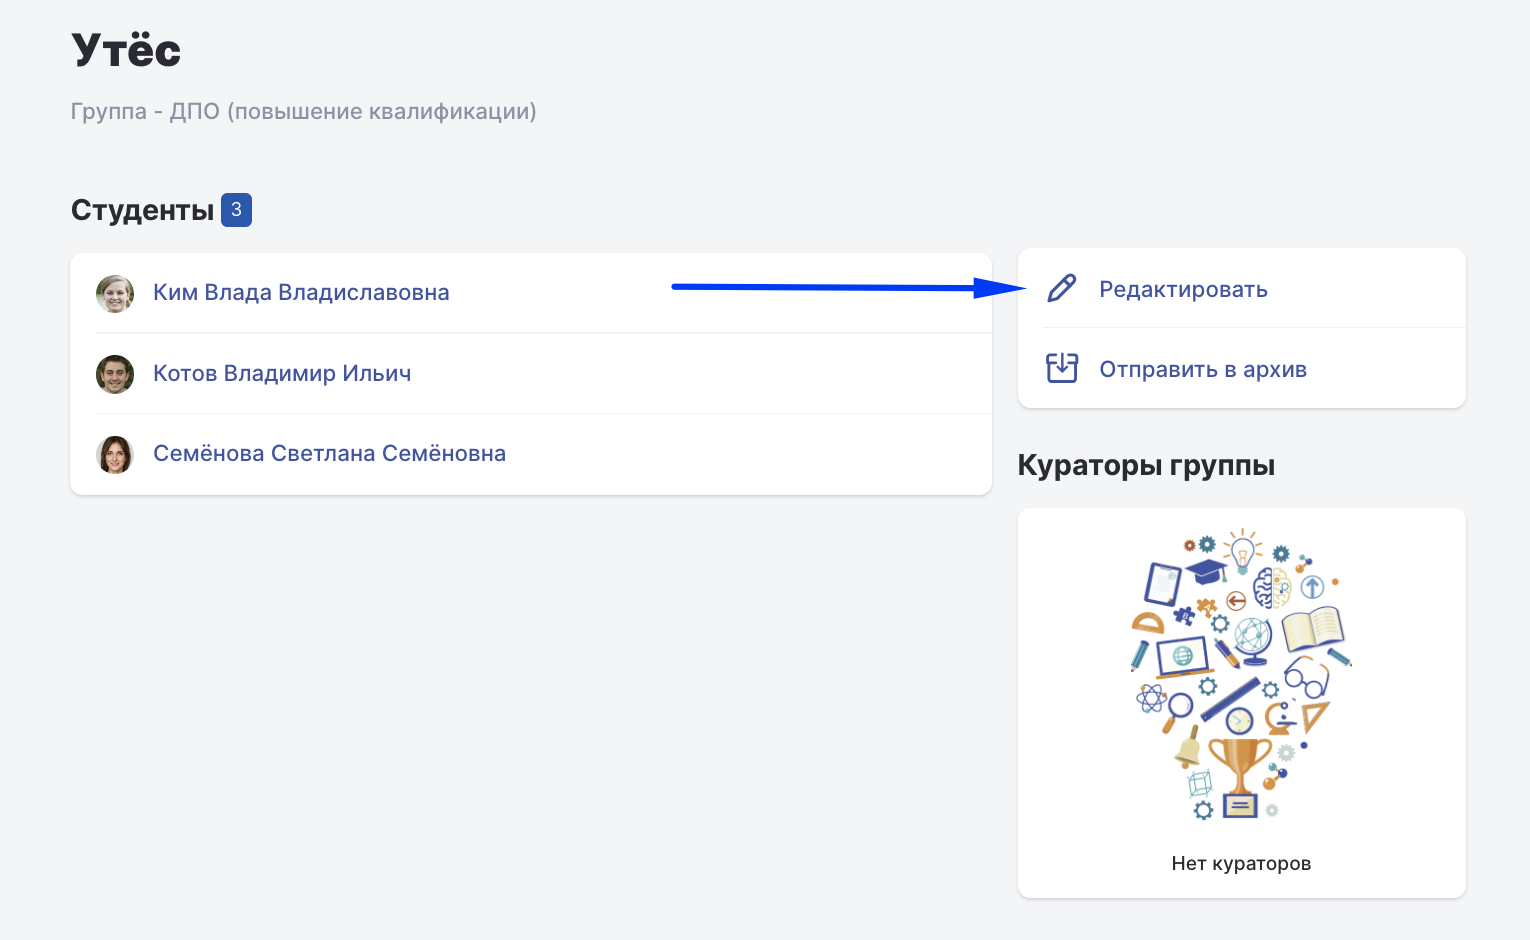 Утёс
Группа - ДПО (повышение квалификации)
Студенты 3
Ким Влада Владиславовна
Котов Владимир Ильич
Семёнова Светлана Семёновна
Редактировать
Отправить в архив
Кураторы группы
Нет кураторов